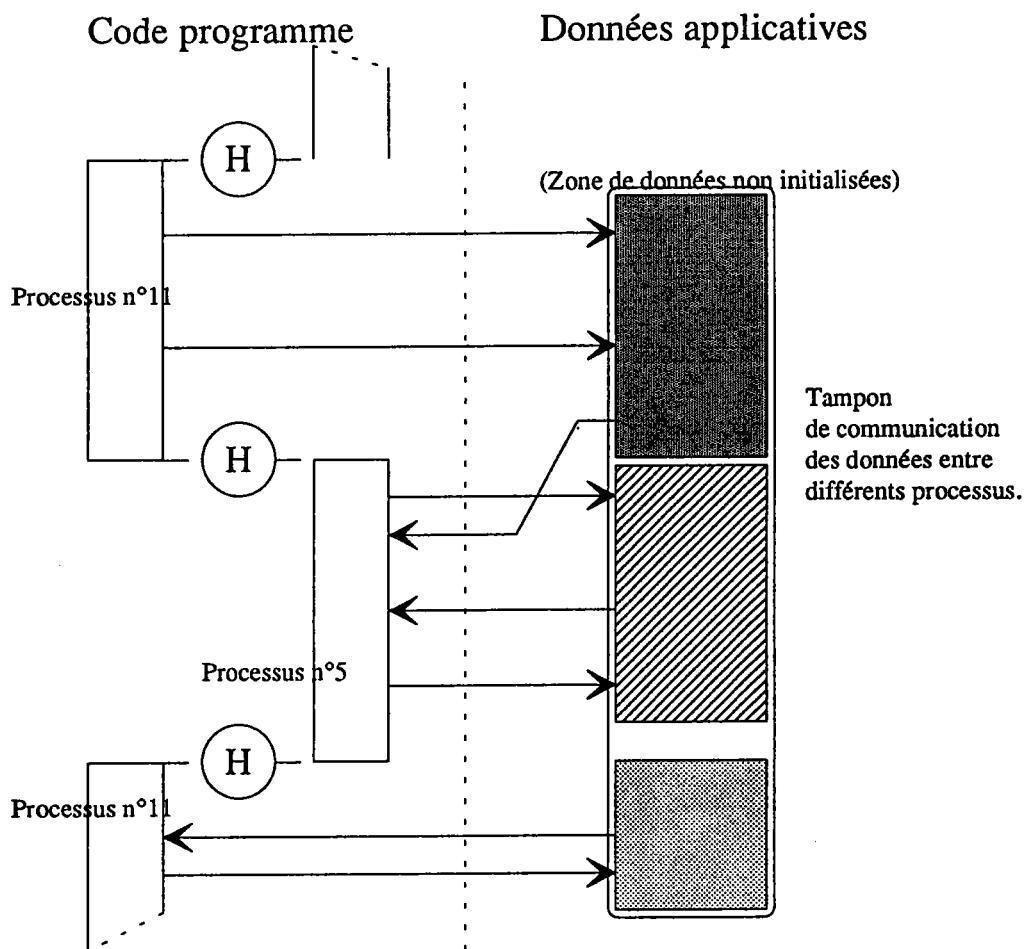 Code programme
Données applicatives
H
(Zone de données non initialisées)
Processus n°11
Tampon
de communication
des données entre
différents processus.
H
Processus n°5
H
Processus n°11